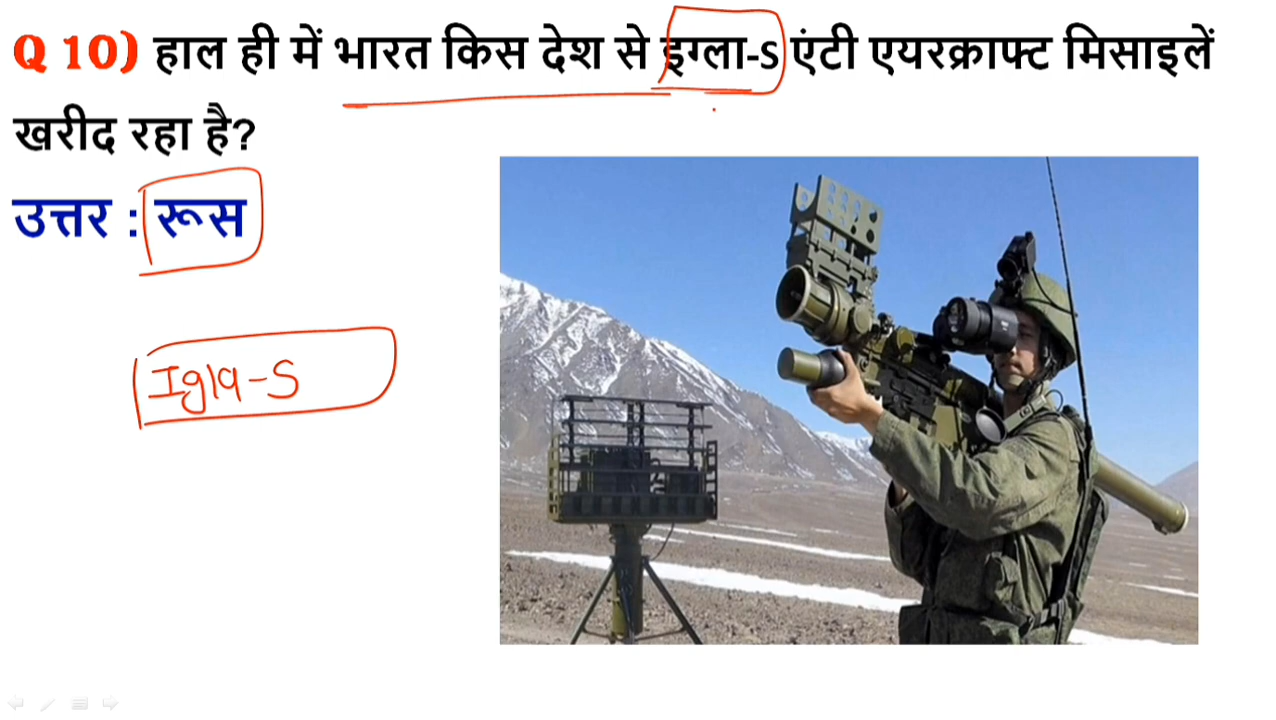 Q 10) हाल ही में भारत किस देश से इग्ला-S एंटी एयरक्राफ्ट मिसाइलें
खरीद रहा है?
उत्तर : रूस
Igla-S